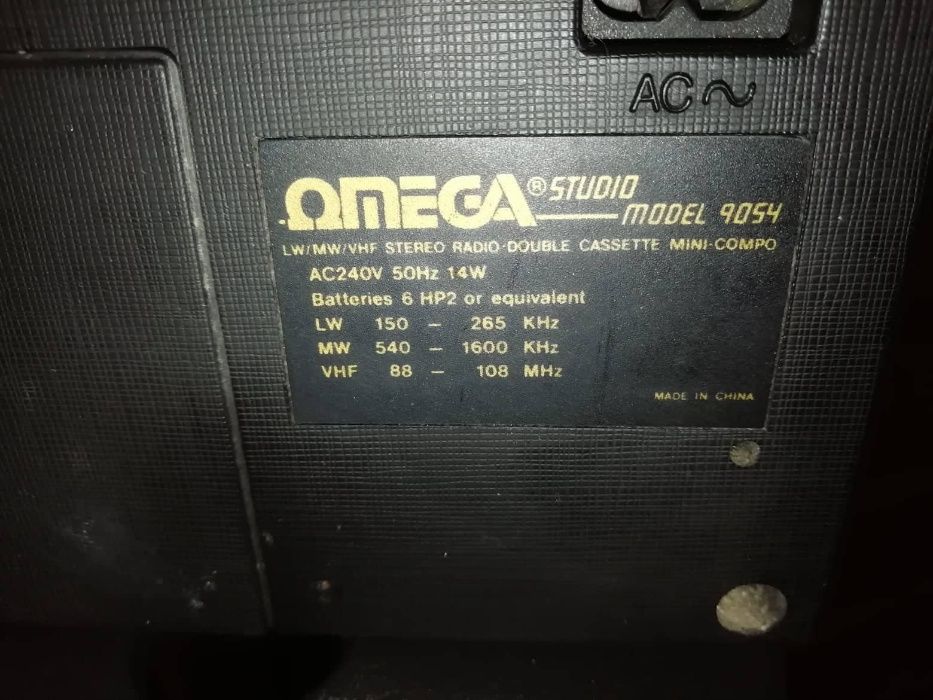 AC～
ΩMEGA® STUDIO
MODEL 9054
LW/MW/VHF STEREO RADIO-DOUBLE CASSETTE MINI-COMPO
AC240V 50Hz 14W
Batteries 6 HP2 or equivalent
LW 150 – 265 KHz
MW 540 – 1600 KHz
VHF 88 – 108 MHz
MADE IN CHINA